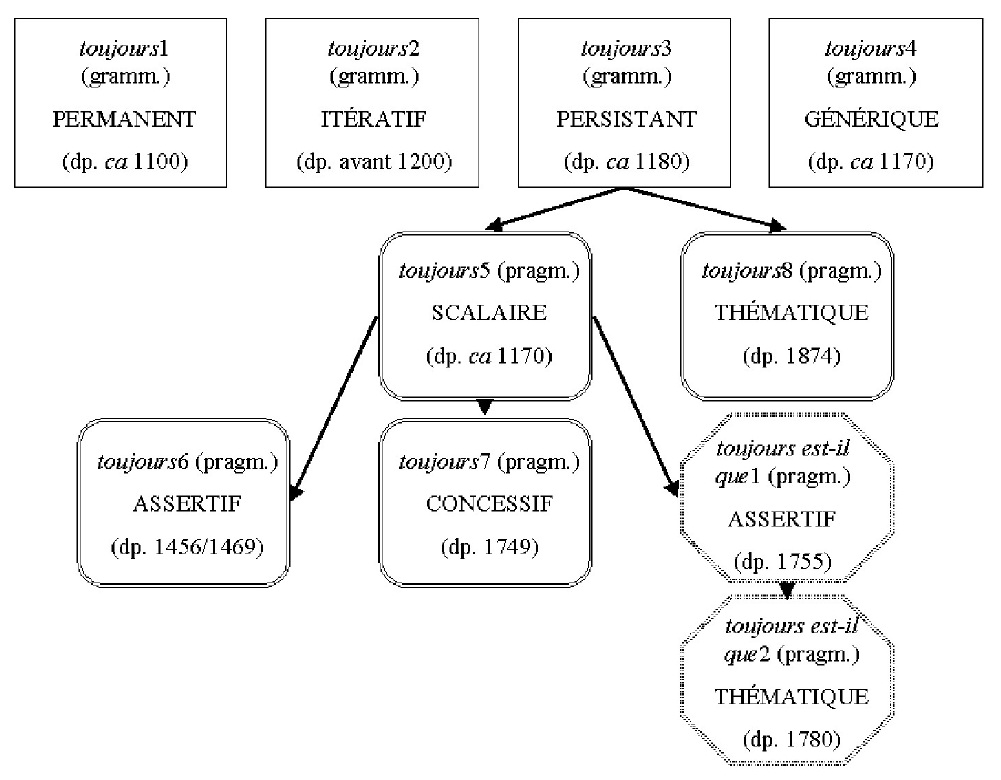 toujours1
(gramm.)
PERMANENT
(dp. ca 1100)
toujours2
(gramm.)
ITÉRATIF
(dp. avant 1200)
toujours3
(gramm.)
PERSISTANT
(dp. ca 1180)
toujours4
(gramm.)
GÉNÉRIQUE
(dp. ca 1170)
toujours5 (pragm.)
SCALAIRE
(dp. ca 1170)
toujours8 (pragm.)
THÉMATIQUE
(dp. 1874)
toujours6 (pragm.)
ASSERTIF
(dp. 1456/1469)
toujours7 (pragm.)
CONCESSIF
(dp. 1749)
toujours est-il
que1 (pragm.)
ASSERTIF
(dp. 1755)
toujours est-il
que2 (pragm.)
THÉMATIQUE
(dp. 1780)